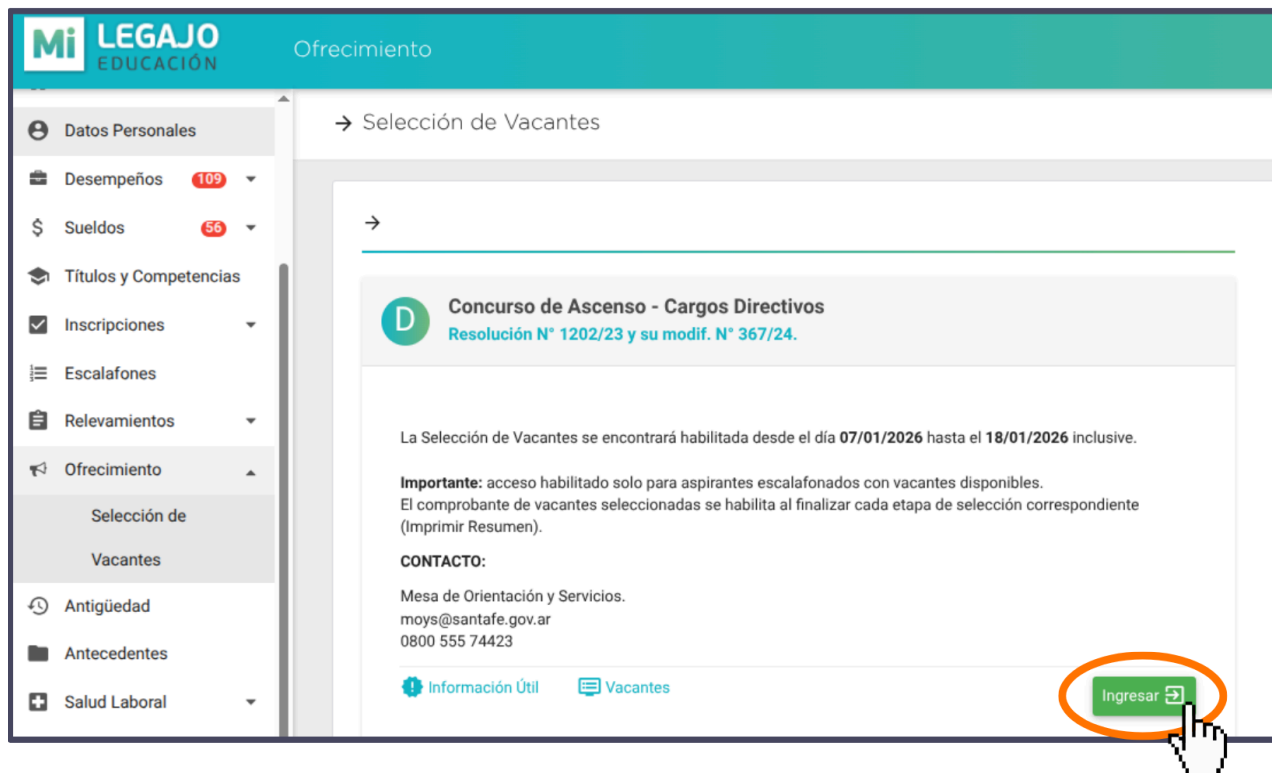 Mi LEGAJO
EDUCACIÓN
Ofrecimiento
Datos Personales
Desempeños 109
Sueldos 56
Títulos y Competencias
Inscripciones
Escalafones
Relevamientos
Ofrecimiento
Selección de
Vacantes
Antigüedad
Antecedentes
Salud Laboral
→ Selección de Vacantes
→
D
Concurso de Ascenso - Cargos Directivos
Resolución N° 1202/23 y su modif. N° 367/24.
La Selección de Vacantes se encontrará habilitada desde el día 07/01/2026 hasta el 18/01/2026 inclusive.
Importante: acceso habilitado solo para aspirantes escalafonados con vacantes disponibles.
El comprobante de vacantes seleccionadas se habilita al finalizar cada etapa de selección correspondiente
(Imprimir Resumen).
CONTACTO:
Mesa de Orientación y Servicios.
moys@santafe.gov.ar
0800 555 74423
Información Útil
Vacantes
Ingresar